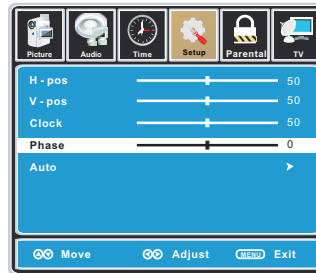 Picture Audio Time Setup Parental TV
H - pos 50
V - pos 50
Clock 50
Phase 0
Auto
Move Adjust MENU Exit